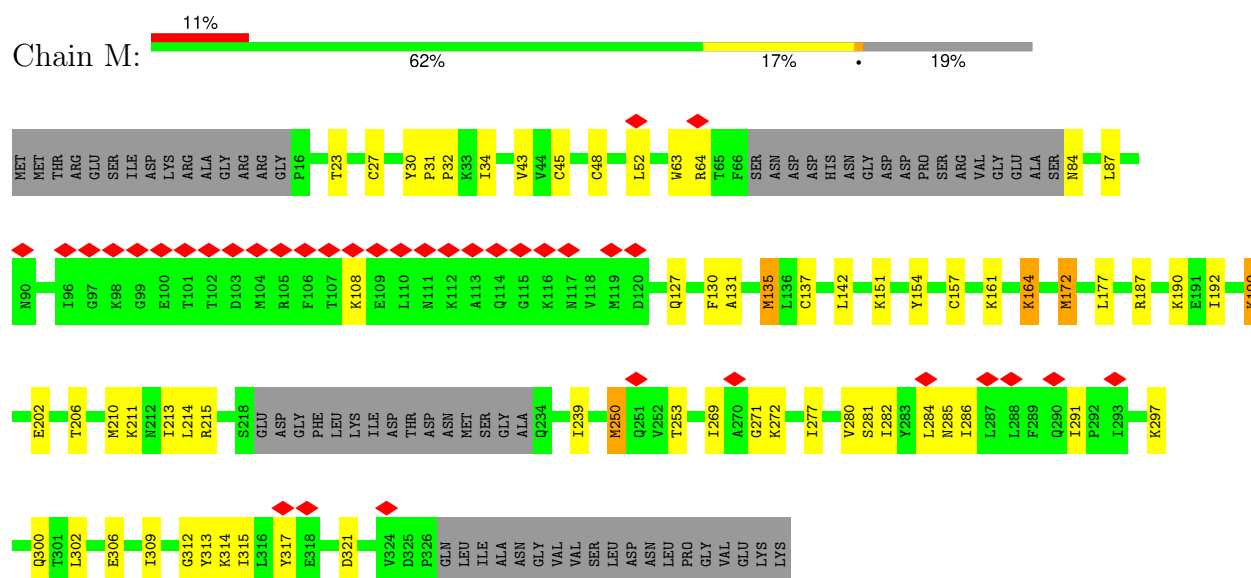 11%
Chain M: 62% 17% • 19%
MET MET THR ARG GLU SER ILE ASP LYS ARG ALA GLY ARG ARG GLY P16 T23 C27 Y30 P31 P32 K33 I34 V43 V44 C45 C48 L52 W63 R64 T65 F66 SER ASN ASP ASP HIS ASN GLY ASP ASP PRO SER ARG VAL GLY GLU ALA SER N84 L87
N90 I96 G97 K98 G99 E100 T101 T102 D103 M104 R105 F106 T107 K108 E109 L110 N111 K112 A113 Q114 G115 K116 N117 V118 M119 D120 Q127 F130 A131 M135 L136 C137 L142 K151 Y154 C157 K161 K164 M172 L177 R187 K190 E191 I192
E202 T206 M210 K211 N212 I213 L214 R215 S218 GLU ASP GLY PHE LEU LYS ILE ASP THR ASP ASN MET SER GLY ALA Q234 I239 M250 Q251 V252 T253 I269 A270 G271 K272 I277 V280 S281 I282 Y283 L284 N285 I286 L287 L288 F289 Q290 I291 P292 I293 K297
Q300 T301 L302 E306 I309 G312 Y313 K314 I315 L316 Y317 E318 D321 V324 D325 P326 GLN LEU ILE ALA ASN GLY VAL VAL SER LEU ASP ASN LEU PRO GLY VAL GLU LYS LYS